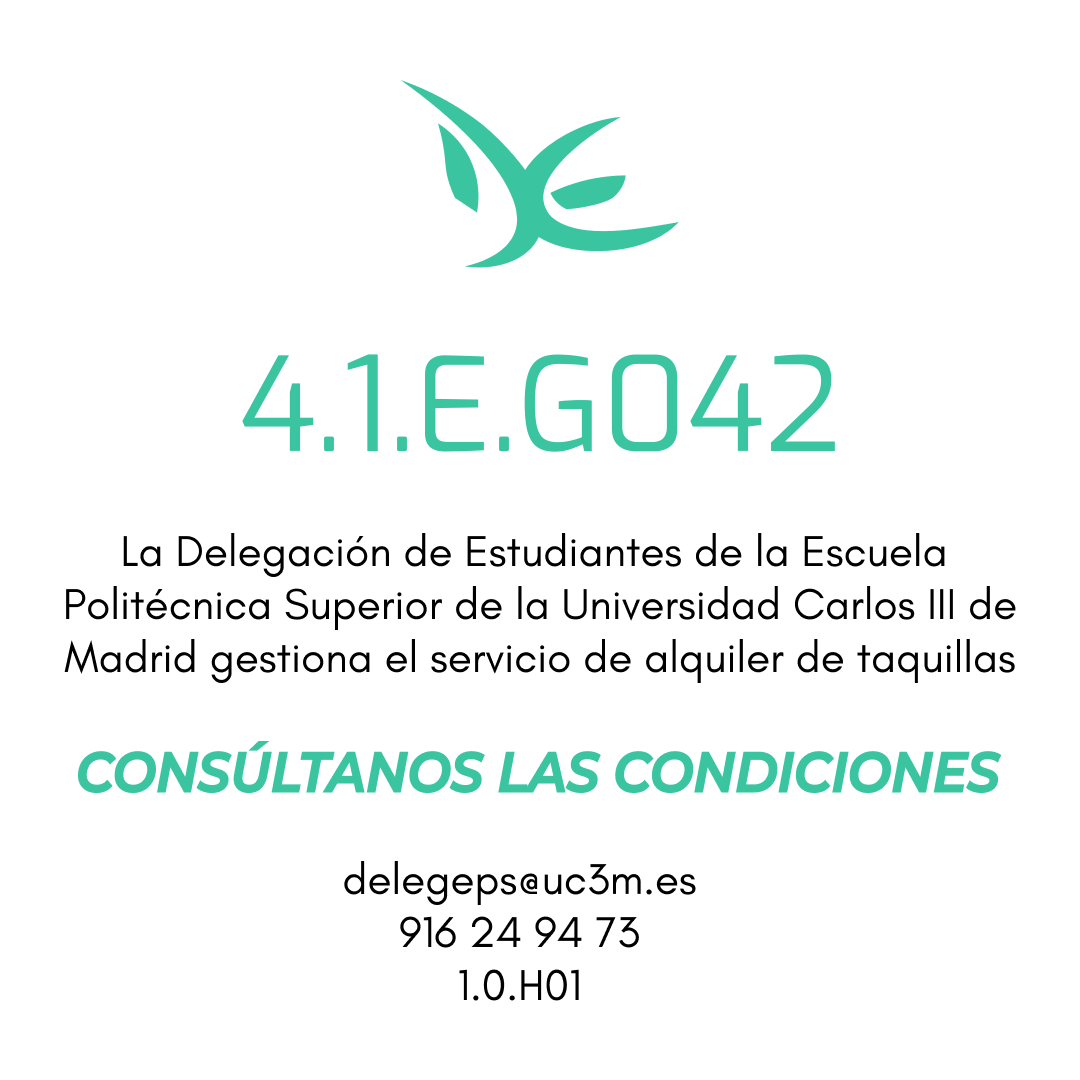 4.1.E.G042
La Delegación de Estudiantes de la Escuela
Politécnica Superior de la Universidad Carlos III de
Madrid gestiona el servicio de alquiler de taquillas
CONSÚLTANOS LAS CONDICIONES
delegeps@uc3m.es
916 24 94 73
1.0.H01